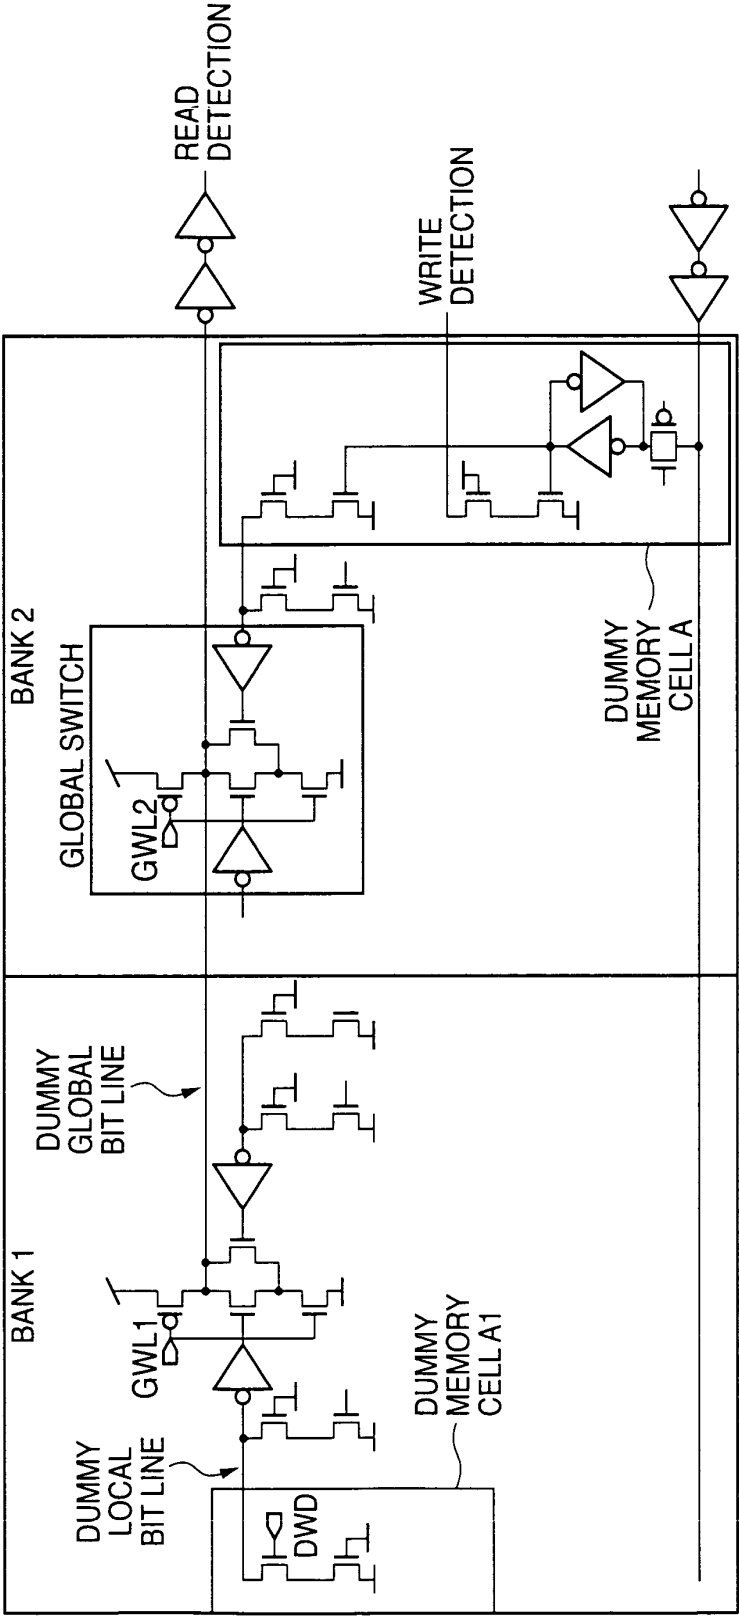 BANK 1
BANK 2
DUMMY
LOCAL
BIT LINE
GWL1
DUMMY
GLOBAL
BIT LINE
GLOBAL SWITCH
GWL2
READ
DETECTION
WRITE
DETECTION
DWD
DUMMY
MEMORY
CELL A1
DUMMY
MEMORY
CELL A